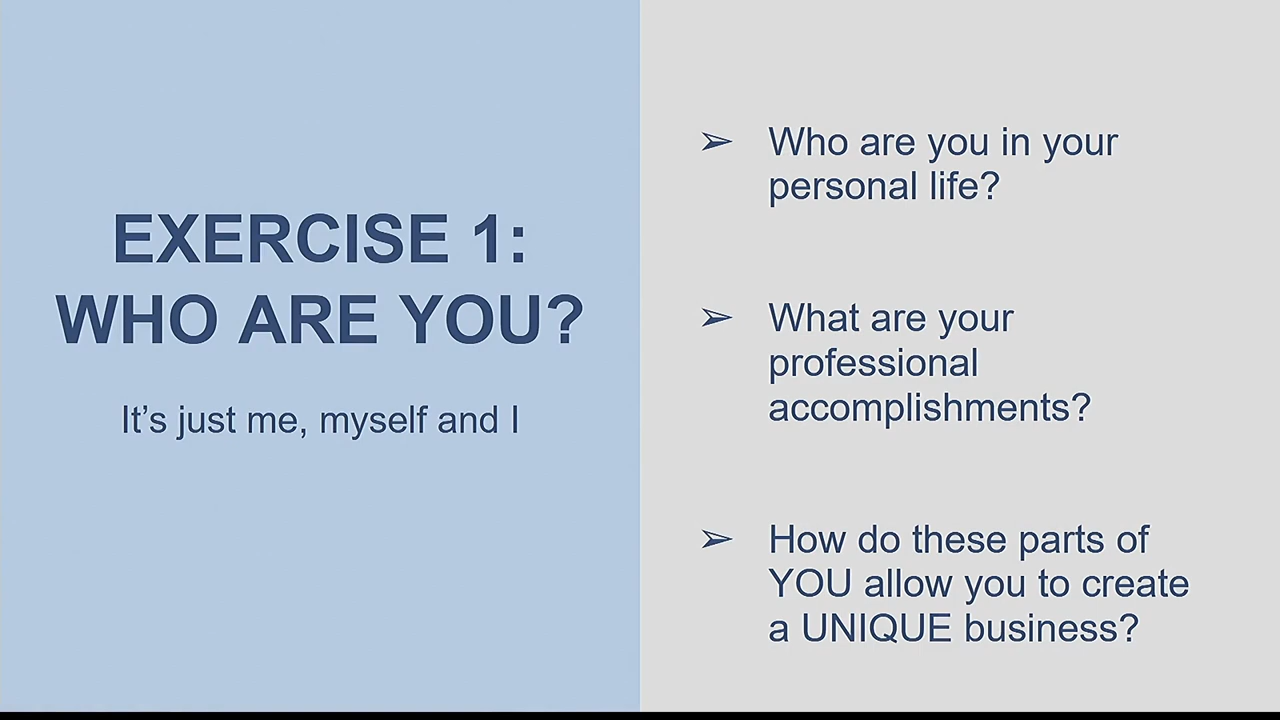 EXERCISE 1:
WHO ARE YOU?
It’s just me, myself and I
➢ Who are you in your
personal life?
➢ What are your
professional
accomplishments?
➢ How do these parts of
YOU allow you to create
a UNIQUE business?